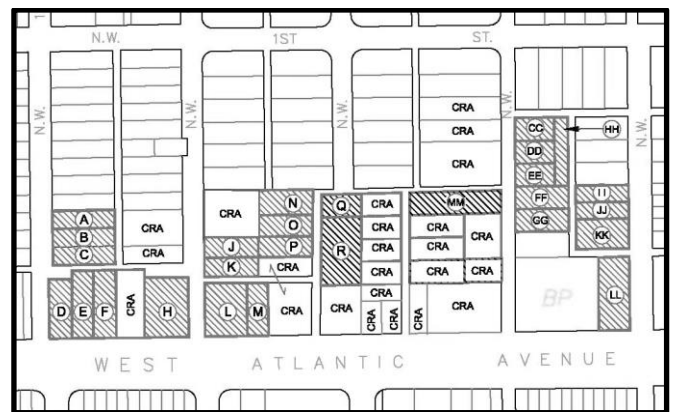 N.W. 1ST ST.
N.W.
N.W.
N.W.
N.W.
N.W.
CRA
CRA
CRA
CC
HH
DD
EE
FF
GG
II
JJ
KK
A
B
C
CRA
CRA
CRA
N
O
J
P
K
CRA
Q
CRA
R
CRA
CRA
CRA
MM
CRA
CRA
CRA
CRA
CRA
D
E
F
CRA
H
L
M
CRA
CRA
CRA
CRA
CRA
CRA
CRA
BP
LL
WEST ATLANTIC AVENUE